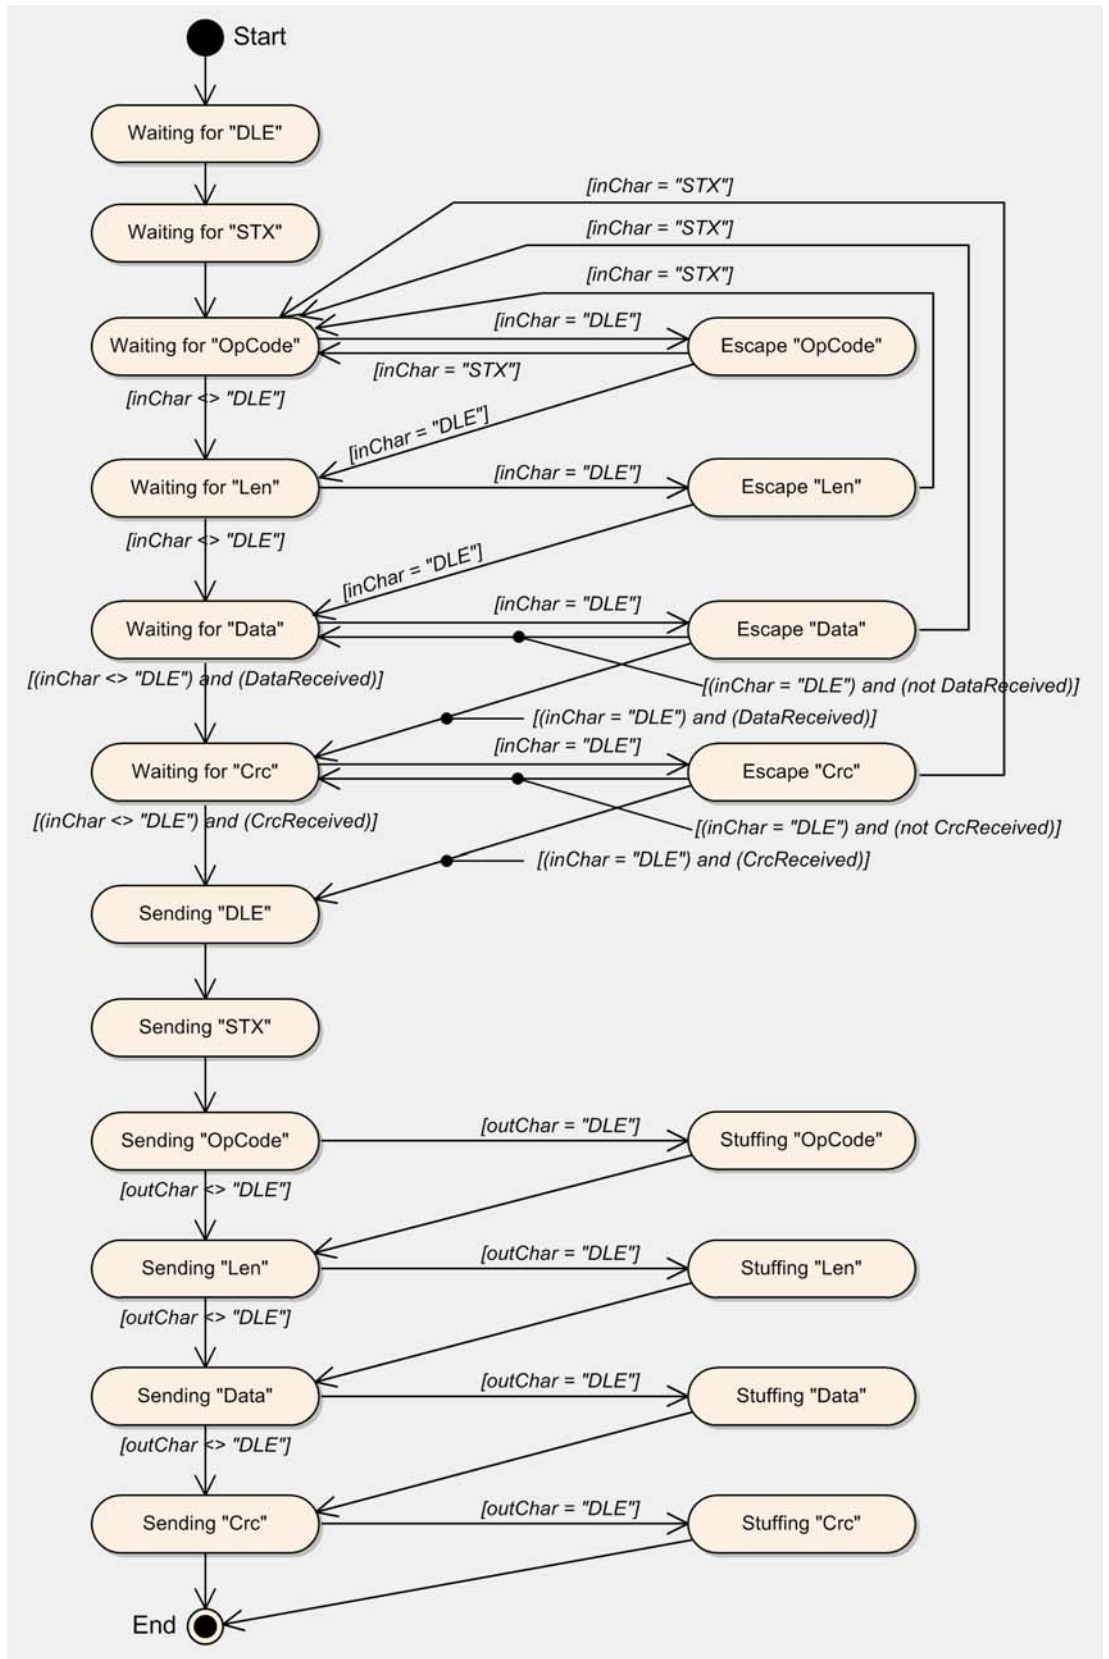 Start
Waiting for "DLE"
[inChar = "STX"]
Waiting for "STX"
[inChar = "STX"]
[inChar = "STX"]
[inChar = "DLE"]
Waiting for "OpCode"
Escape "OpCode"
[inChar = "STX"]
[inChar <> "DLE"]
[inChar = "DLE"]
[inChar = "DLE"]
Waiting for "Len"
Escape "Len"
[inChar <> "DLE"]
[inChar = "DLE"]
[inChar = "DLE"]
Waiting for "Data"
Escape "Data"
[(inChar <> "DLE") and (DataReceived)]
[(inChar = "DLE") and (not DataReceived)]
[(inChar = "DLE") and (DataReceived)]
[inChar = "DLE"]
Waiting for "Crc"
Escape "Crc"
[(inChar <> "DLE") and (CrcReceived)]
[(inChar = "DLE") and (not CrcReceived)]
[(inChar = "DLE") and (CrcReceived)]
Sending "DLE"
Sending "STX"
[outChar = "DLE"]
Sending "OpCode"
Stuffing "OpCode"
[outChar <> "DLE"]
[outChar = "DLE"]
Sending "Len"
Stuffing "Len"
[outChar <> "DLE"]
[outChar = "DLE"]
Sending "Data"
Stuffing "Data"
[outChar <> "DLE"]
[outChar = "DLE"]
Sending "Crc"
Stuffing "Crc"
End